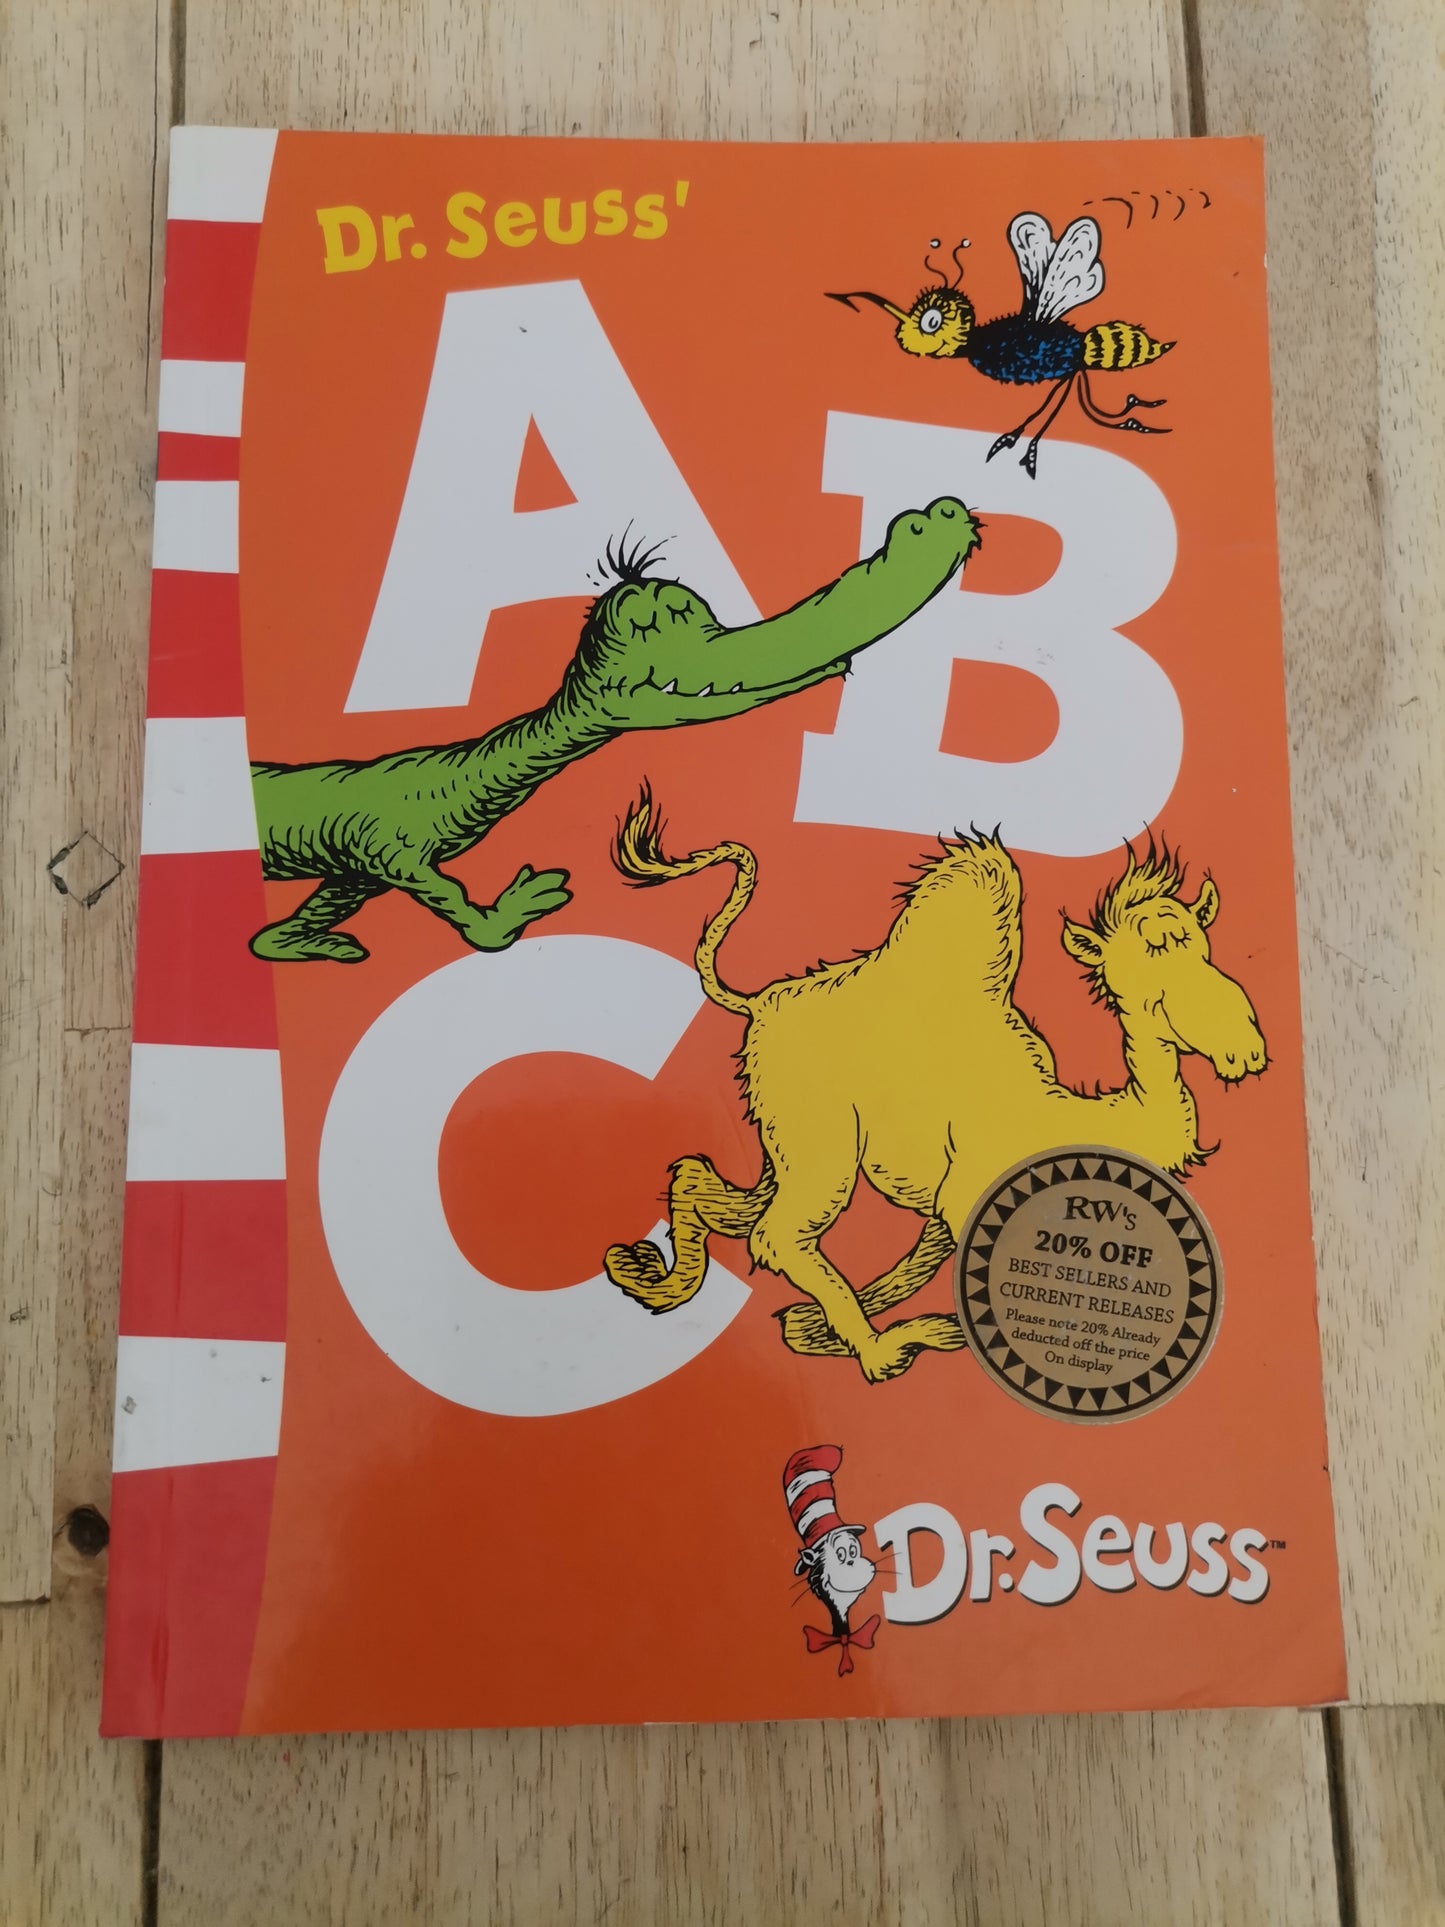 Dr. Seuss'
A
B
C
RW's
20% OFF
BEST SELLERS AND
CURRENT RELEASES
Please note 20% Already
deducted off the price
On display
Dr. Seuss™